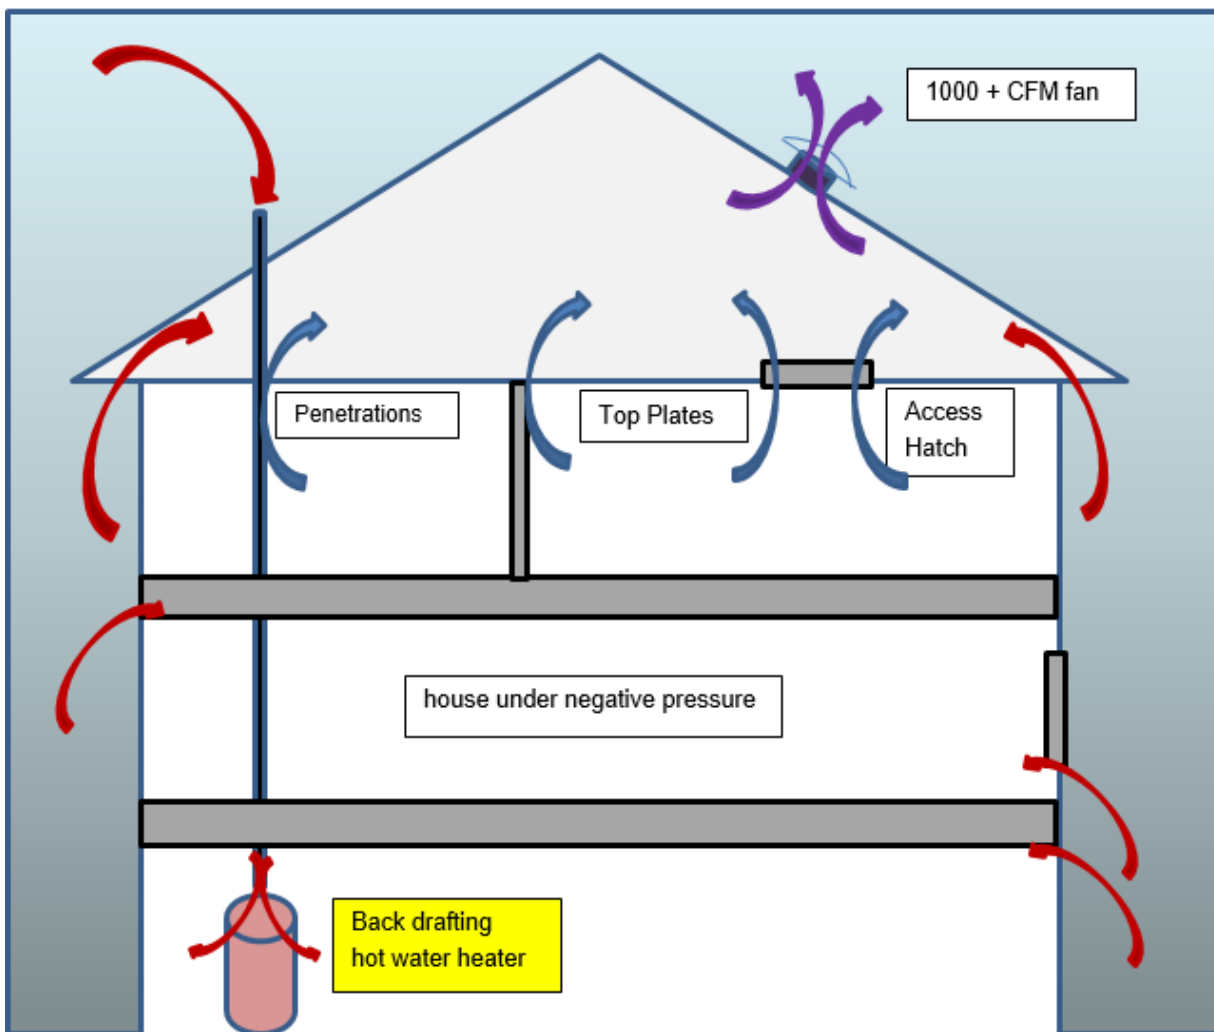 1000 + CFM fan
Penetrations
Top Plates
Access
Hatch
house under negative pressure
Back drafting
hot water heater